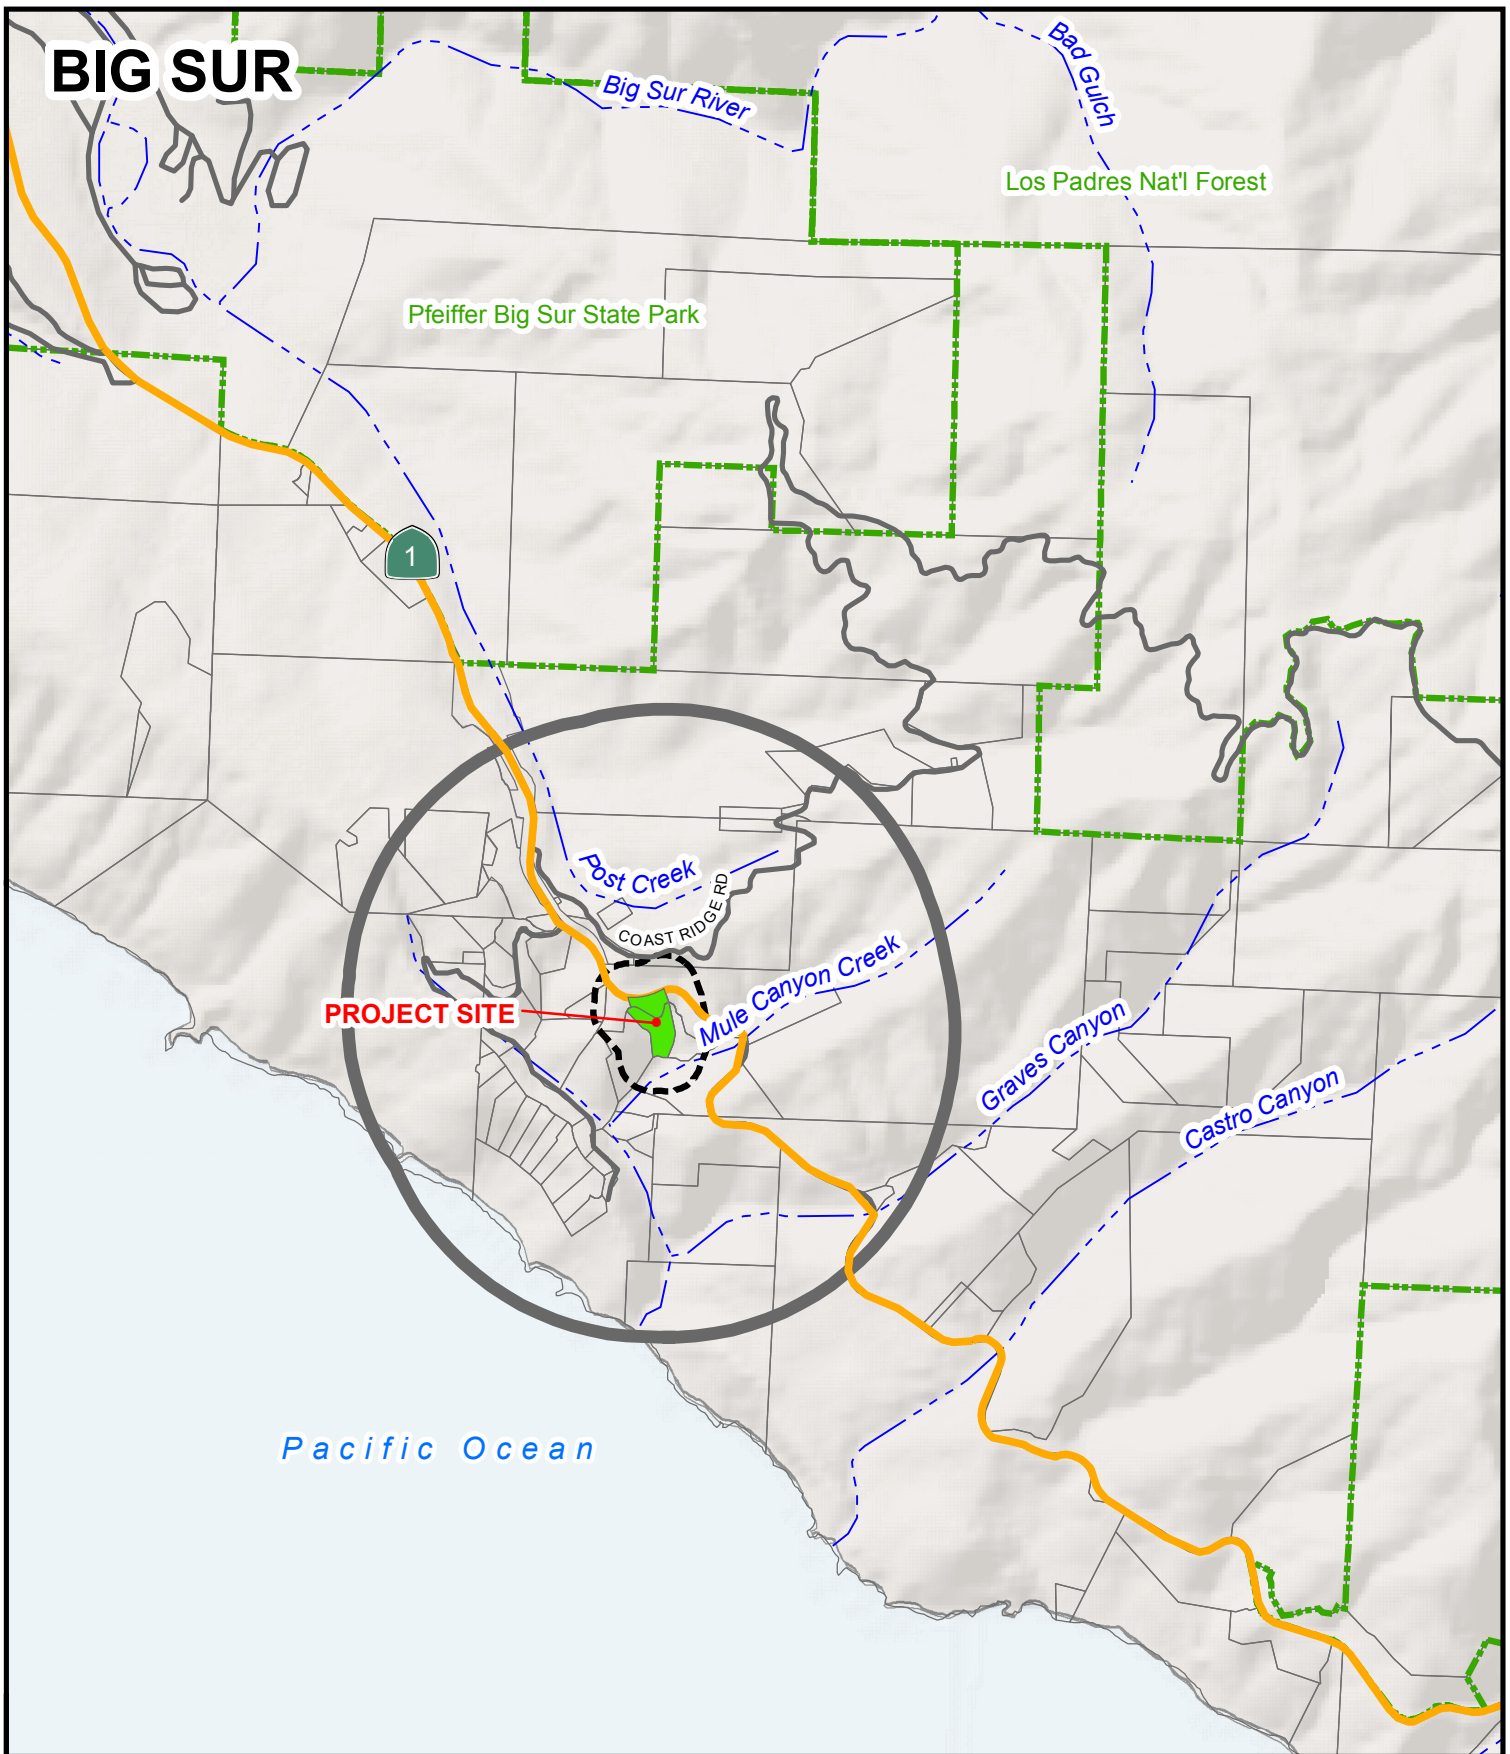 BIG SUR
Big Sur River
Bad Gulch
Los Padres Nat'l Forest
Pfeiffer Big Sur State Park
1
Post Creek
COAST RIDGE RD
Mule Canyon Creek
PROJECT SITE
Graves Canyon
Castro Canyon
Pacific Ocean